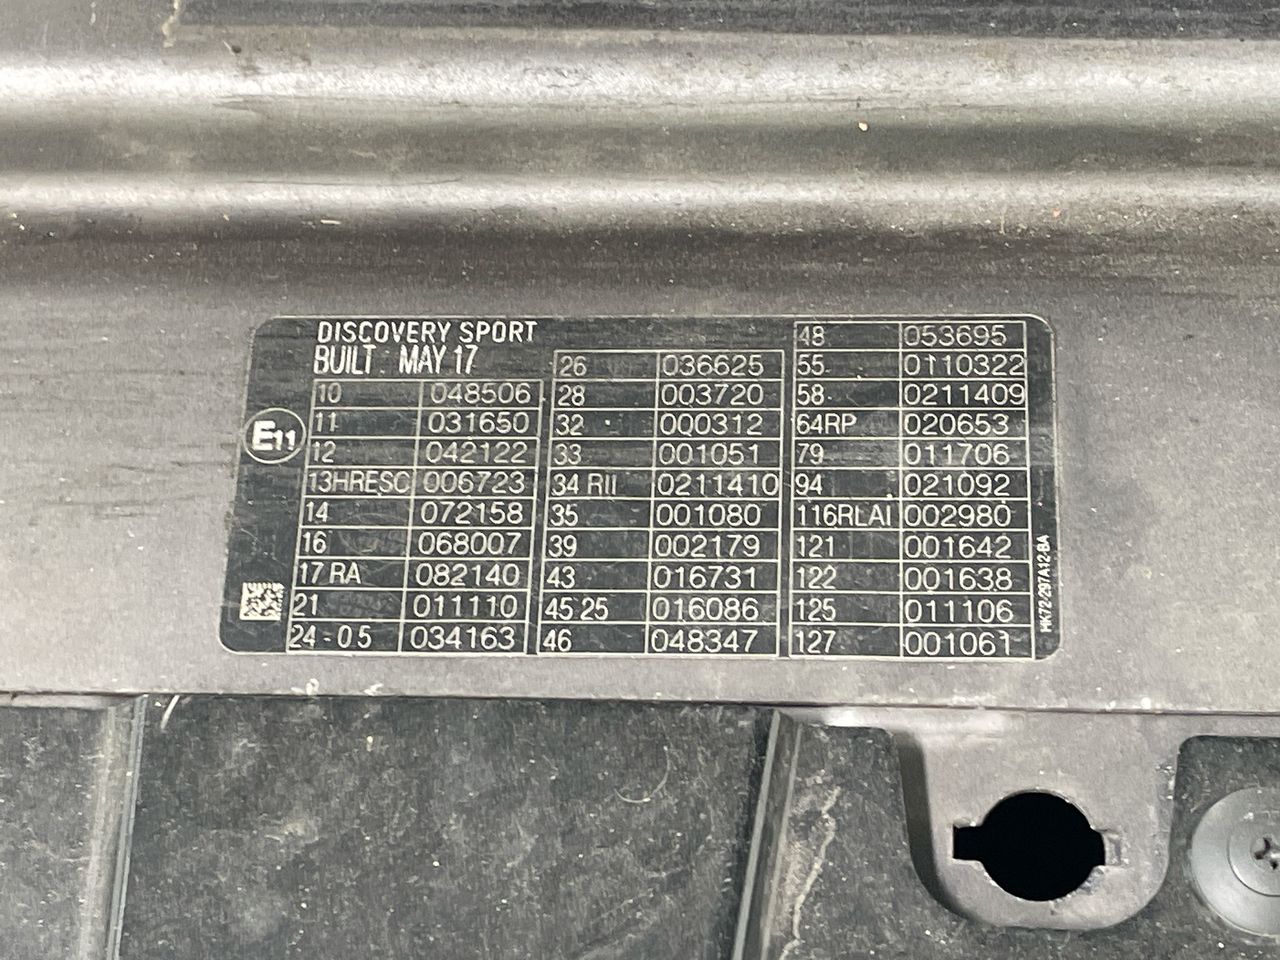 DISCOVERY SPORT
BUILT : MAY 17
E11
10 048506
11 031650
12 042122
13HRESC 006723
14 072158
16 068007
17 RA 082140
21 011110
24 - 0.5 034163
26 036625
28 003720
32 000312
33 001051
34 RII 0211410
35 001080
39 002179
43 016731
45 25 016086
46 048347
48 053695
55 0110322
58 0211409
64RP 020653
79 011706
94 021092
116RLAI 002980
121 001642
122 001638
125 011106
127 001061
HK72-297A12-BA